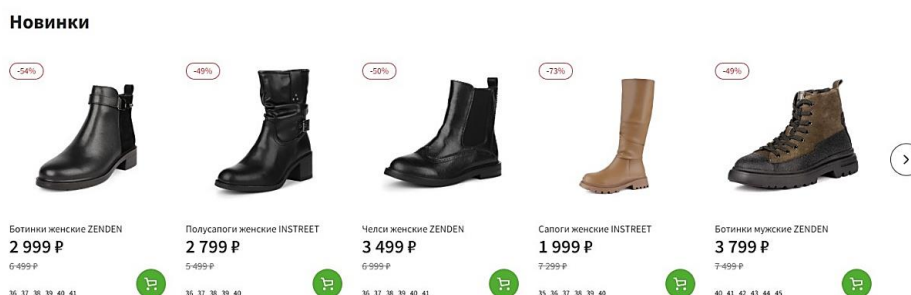 Новинки
-54%
-49%
-50%
-73%
-49%
Ботинки женские ZENDEN
2 999 ₽
6 499 ₽
36 37 38 39 40 41
Полусапоги женские INSTREET
2 799 ₽
5 499 ₽
36 37 38 39 40
Челси женские ZENDEN
3 499 ₽
6 999 ₽
36 37 38 39 40 41
Сапоги женские INSTREET
1 999 ₽
7 299 ₽
35 36 37 38 39 40
Ботинки мужские ZENDEN
3 799 ₽
7 499 ₽
40 41 42 43 44 45